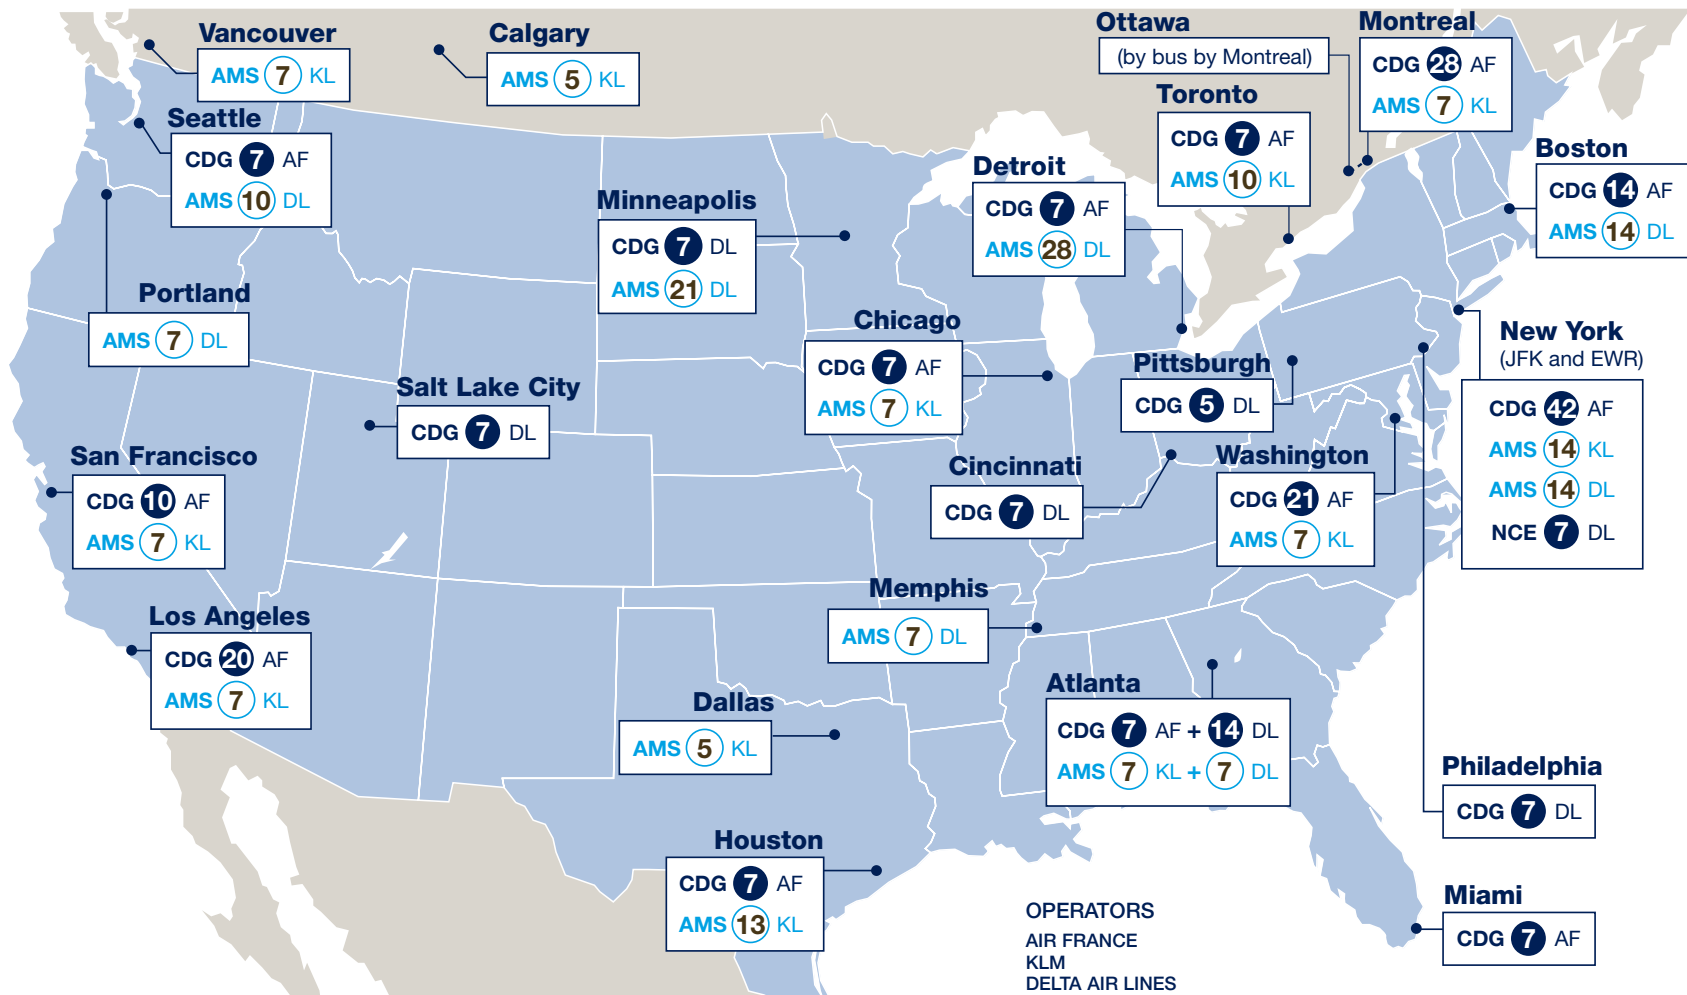 Vancouver
AMS 7 KL
Calgary
AMS 5 KL
Ottawa
(by bus by Montreal)
Montreal
CDG 28 AF
AMS 7 KL
Toronto
CDG 7 AF
AMS 10 KL
Seattle
CDG 7 AF
AMS 10 DL
Boston
CDG 14 AF
AMS 14 DL
Detroit
CDG 7 AF
AMS 28 DL
Minneapolis
CDG 7 DL
AMS 21 DL
Portland
AMS 7 DL
Chicago
CDG 7 AF
AMS 7 KL
New York
(JFK and EWR)
CDG 42 AF
AMS 14 KL
AMS 14 DL
NCE 7 DL
Pittsburgh
CDG 5 DL
Salt Lake City
CDG 7 DL
San Francisco
CDG 10 AF
AMS 7 KL
Cincinnati
CDG 7 DL
Washington
CDG 21 AF
AMS 7 KL
Memphis
AMS 7 DL
Los Angeles
CDG 20 AF
AMS 7 KL
Atlanta
CDG 7 AF + 14 DL
AMS 7 KL + 7 DL
Dallas
AMS 5 KL
Philadelphia
CDG 7 DL
Houston
CDG 7 AF
AMS 13 KL
Miami
CDG 7 AF
OPERATORS
AIR FRANCE
KLM
DELTA AIR LINES